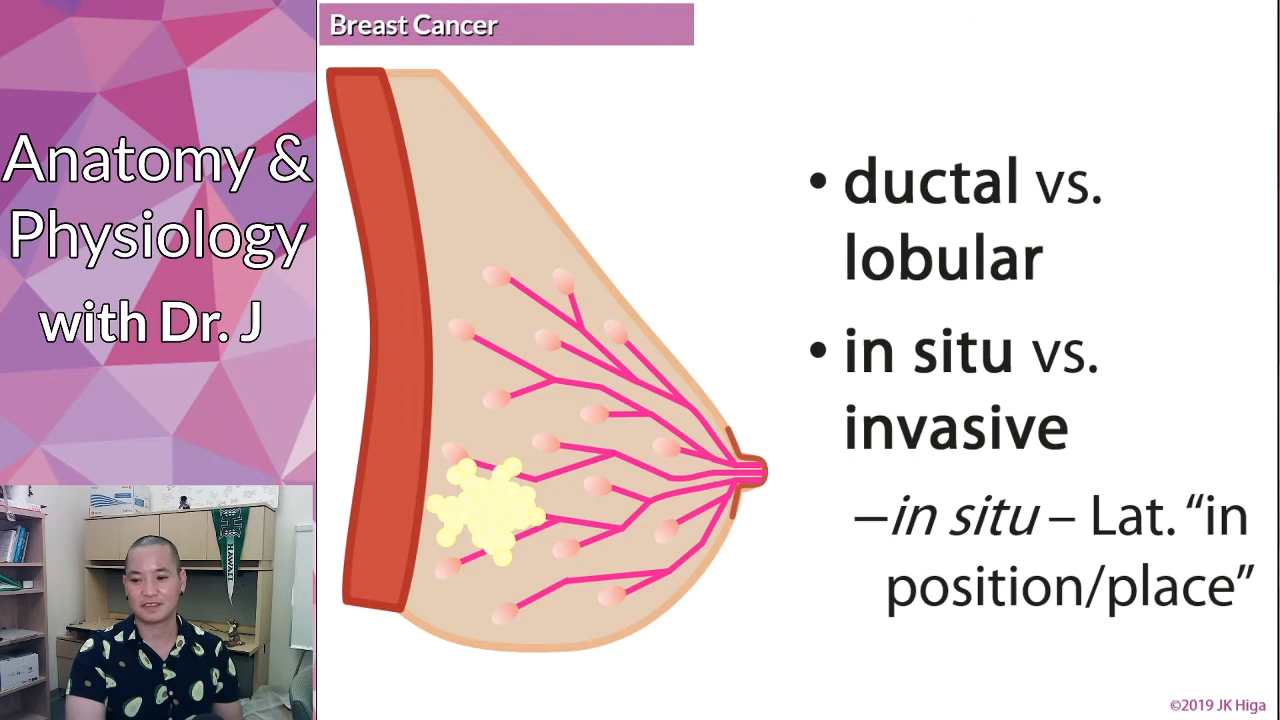 Anatomy &
Physiology
with Dr. J
Breast Cancer
• ductal vs.
lobular
• in situ vs.
invasive
–in situ – Lat. “in
position/place”
HAWAII
©2019 JK Higa